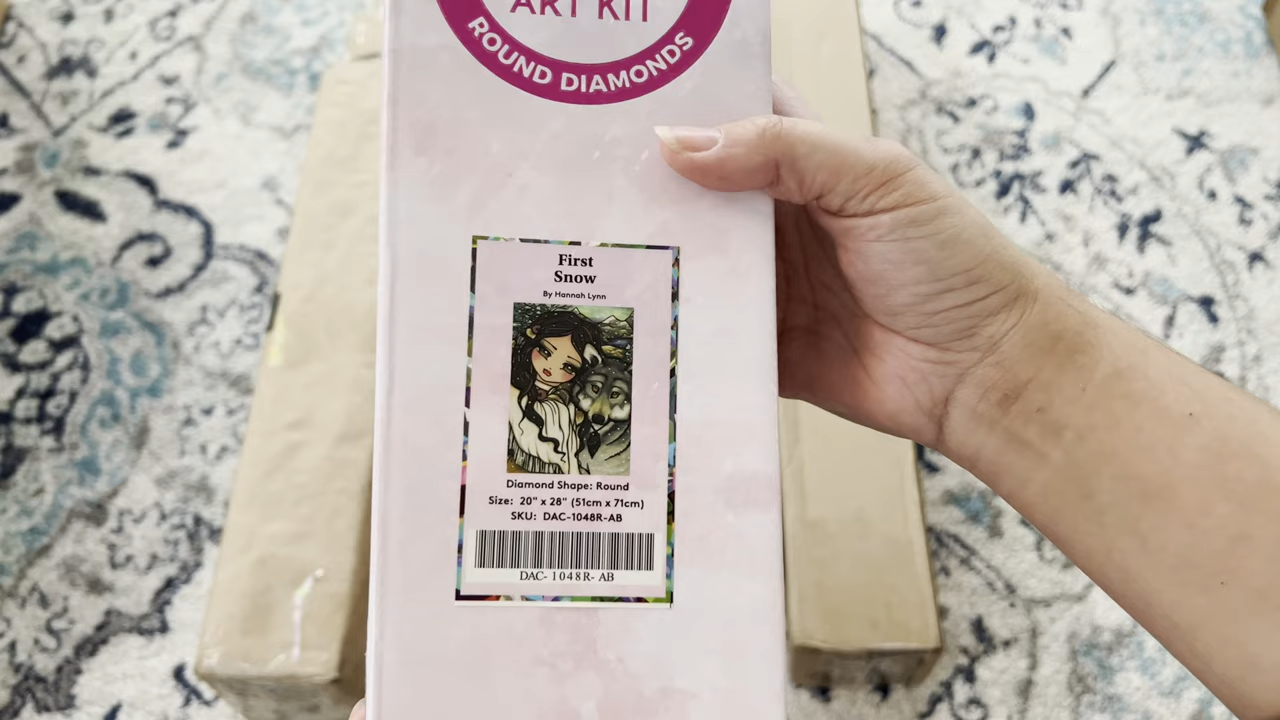 ART KIT
ROUND DIAMONDS
First
Snow
By Hannah Lynn
Diamond Shape: Round
Size: 20" x 28" (51cm x 71cm)
SKU: DAC-1048R-AB
DAC- 1048R- AB